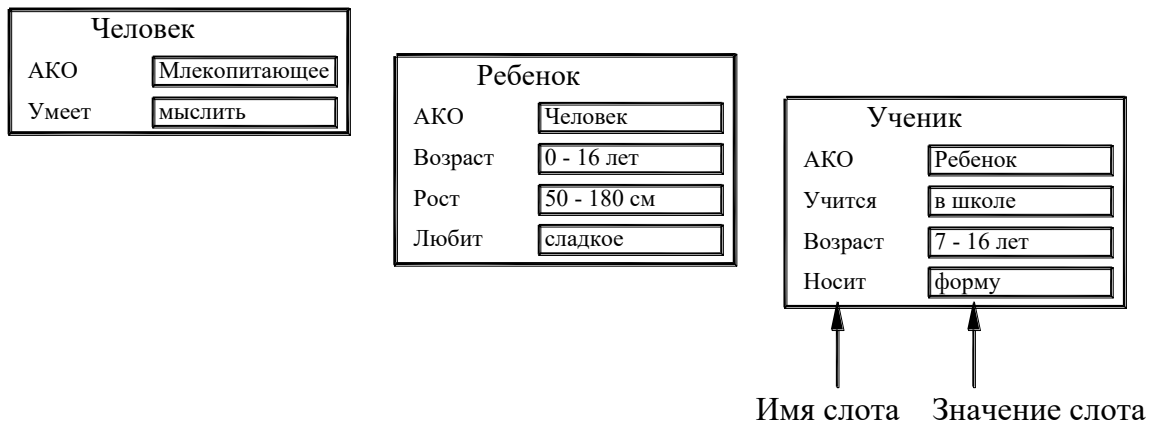 Человек
АКО Млекопитающее
Умеет мыслить
Ребенок
АКО Человек
Возраст 0 - 16 лет
Рост 50 - 180 см
Любит сладкое
Ученик
АКО Ребенок
Учится в школе
Возраст 7 - 16 лет
Носит форму
Имя слота Значение слота